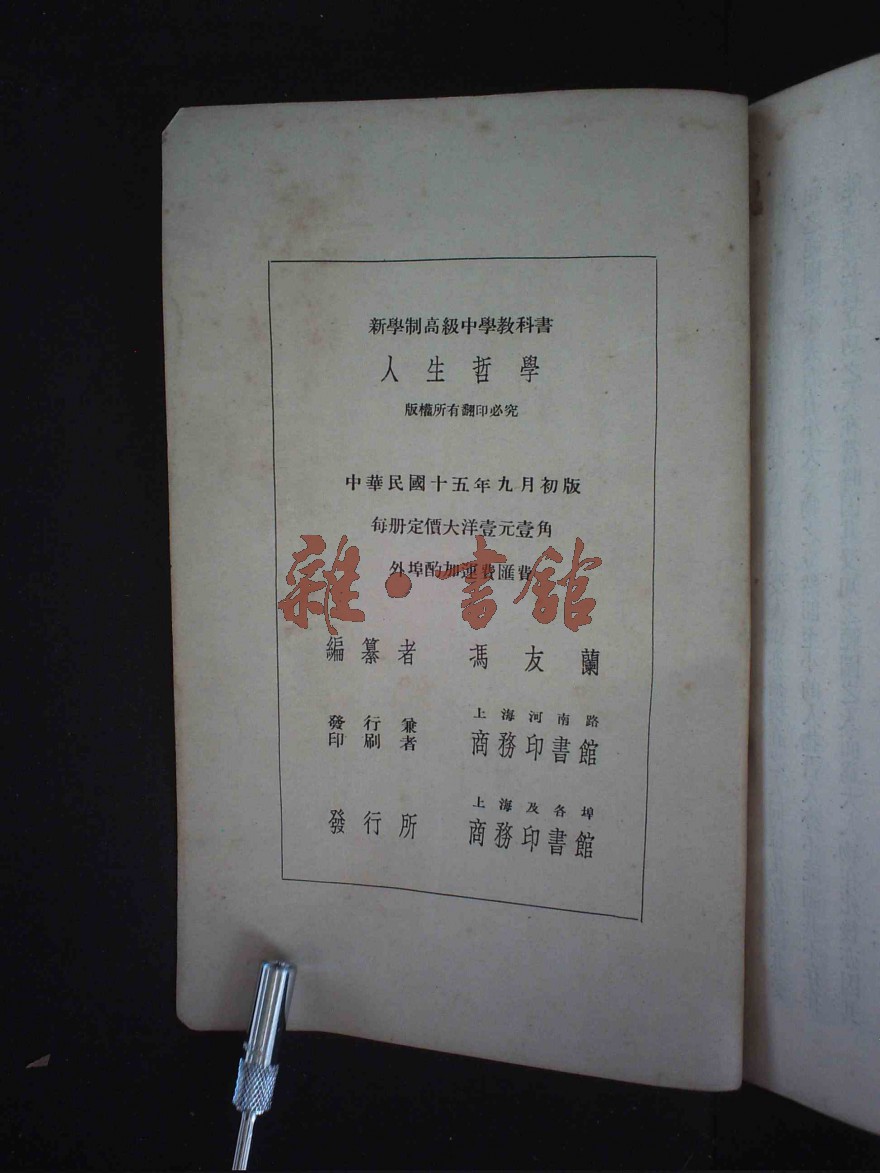 新學制高級中學教科書
人生哲學
版權所有翻印必究
中華民國十五年九月初版
每册定價大洋壹元壹角
外埠酌加運費匯費
雜·書館
編纂者 馮友蘭
發行兼印刷者 上海河南路 商務印書館
發行所 上海及各埠 商務印書館